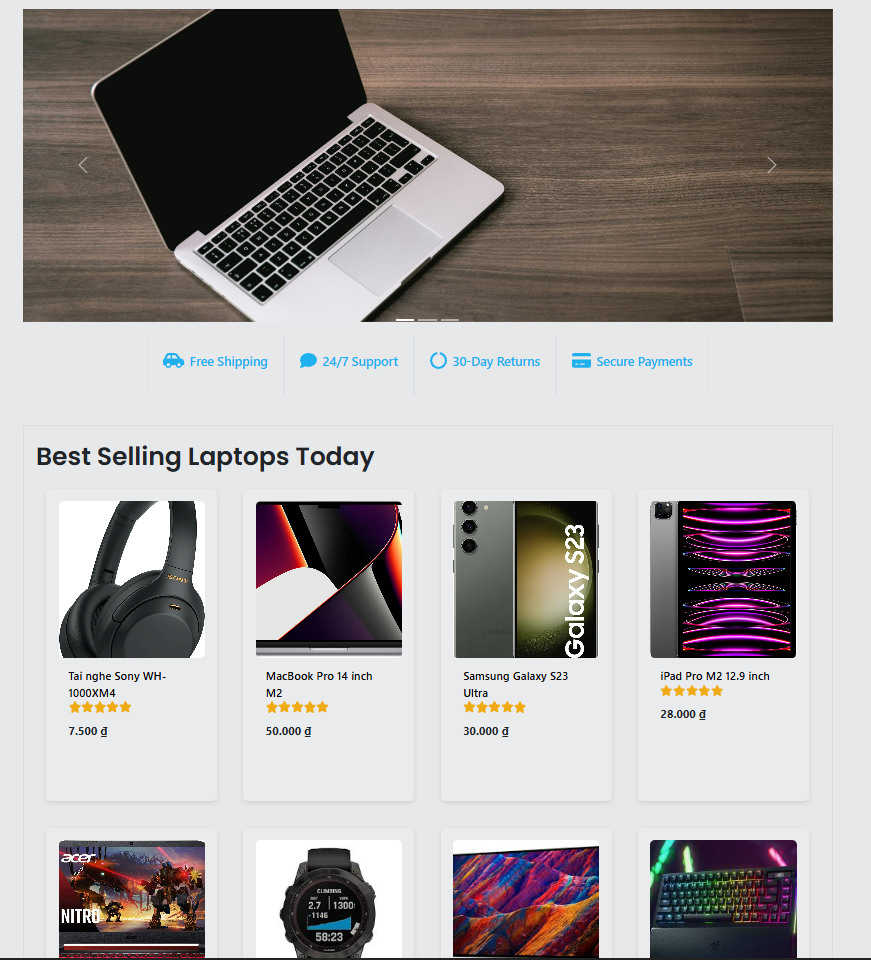 Free Shipping
24/7 Support
30-Day Returns
Secure Payments
Best Selling Laptops Today
SONY
Galaxy S23
Tai nghe Sony WH-
1000XM4
7.500 ₫
MacBook Pro 14 inch
M2
50.000 ₫
Samsung Galaxy S23
Ultra
30.000 ₫
iPad Pro M2 12.9 inch
28.000 ₫
acer
NITRO
CLIMBING
2.7
1300
1146
58:23